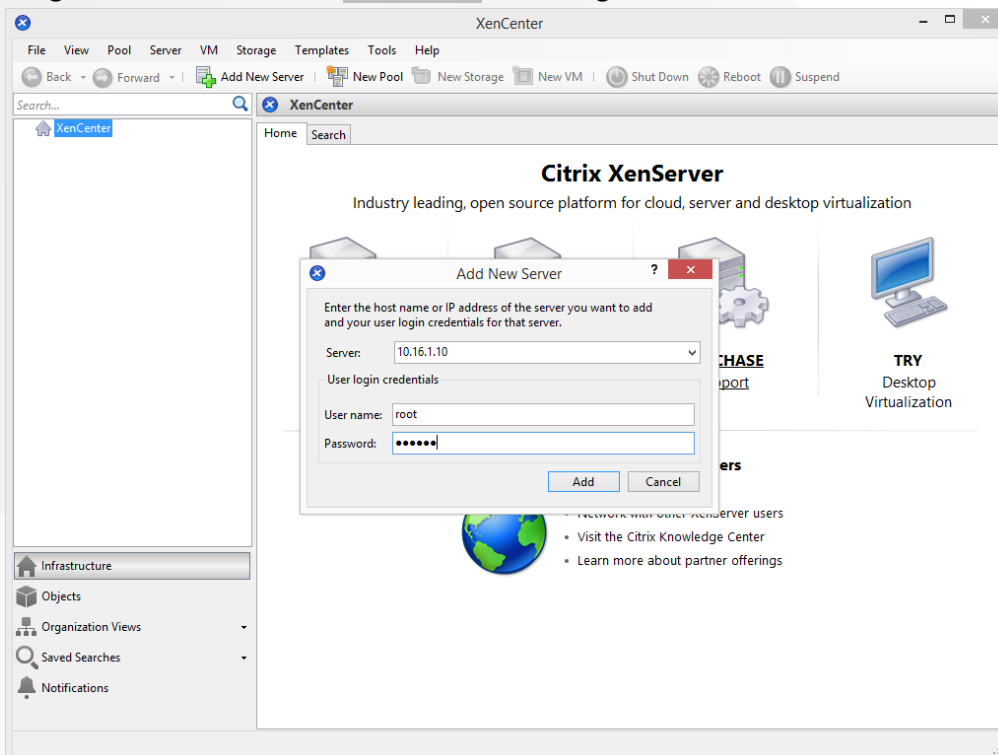 XenCenter
File View Pool Server VM Storage Templates Tools Help
Back Forward Add New Server New Pool New Storage New VM Shut Down Reboot Suspend
Search...
XenCenter
XenCenter
Home Search
Citrix XenServer
Industry leading, open source platform for cloud, server and desktop virtualization
Add New Server ?
Enter the host name or IP address of the server you want to add
and your user login credentials for that server.
Server: 10.16.1.10
User login credentials
User name: root
Password: ●●●●●●
Add Cancel
TRY
Desktop
Virtualization
Network with other XenServer users
• Visit the Citrix Knowledge Center
• Learn more about partner offerings
Infrastructure
Objects
Organization Views
Saved Searches
Notifications